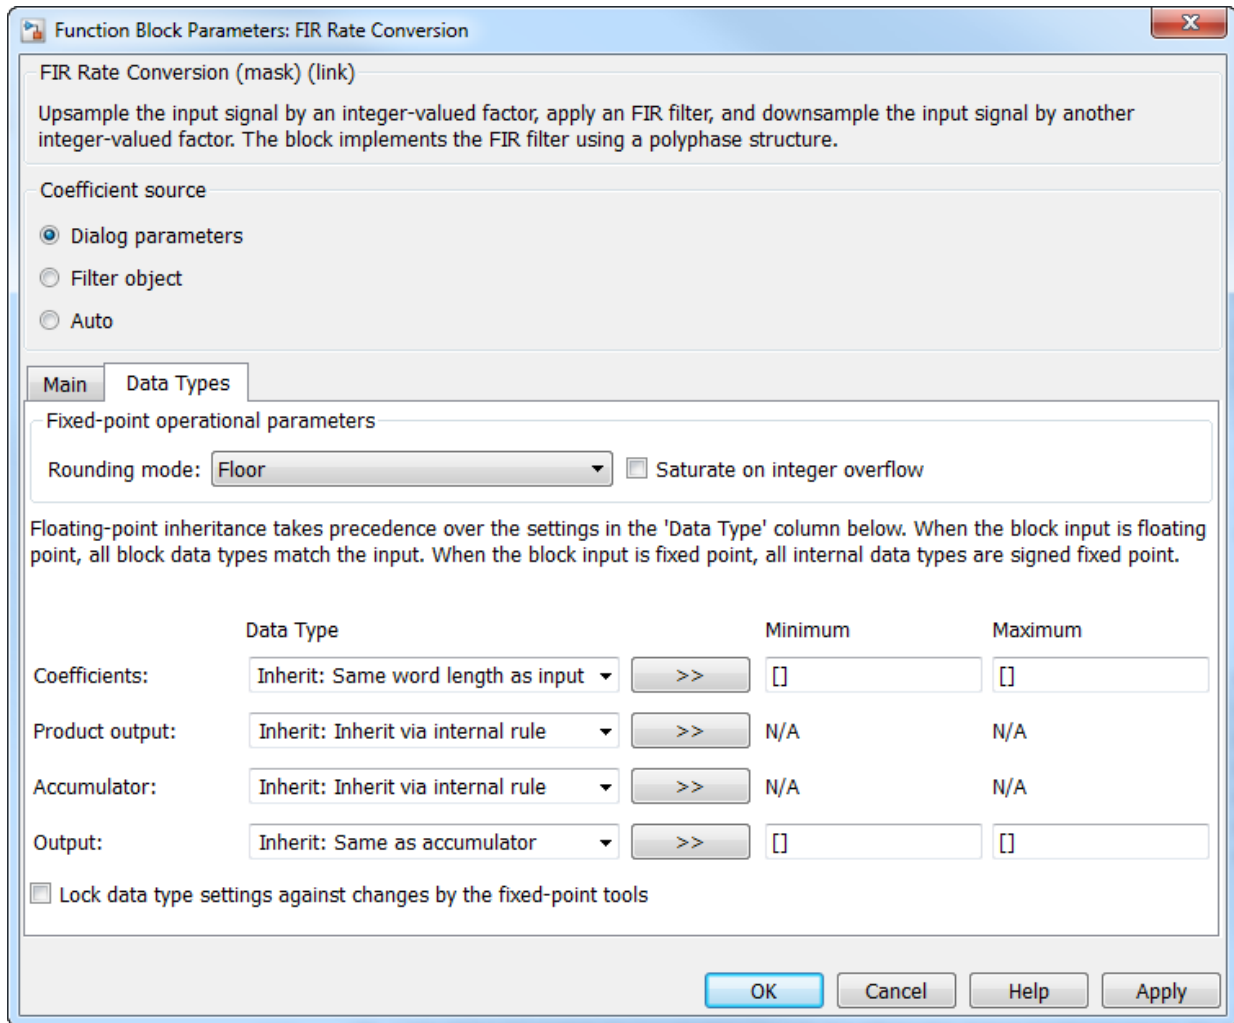 Function Block Parameters: FIR Rate Conversion
X
FIR Rate Conversion (mask) (link)
Upsample the input signal by an integer-valued factor, apply an FIR filter, and downsample the input signal by another
integer-valued factor. The block implements the FIR filter using a polyphase structure.
Coefficient source
Dialog parameters
Filter object
Auto
Main Data Types
Fixed-point operational parameters
Rounding mode: Floor Saturate on integer overflow
Floating-point inheritance takes precedence over the settings in the 'Data Type' column below. When the block input is floating
point, all block data types match the input. When the block input is fixed point, all internal data types are signed fixed point.
Data Type Minimum Maximum
Coefficients: Inherit: Same word length as input >> [] []
Product output: Inherit: Inherit via internal rule >> N/A N/A
Accumulator: Inherit: Inherit via internal rule >> N/A N/A
Output: Inherit: Same as accumulator >> [] []
Lock data type settings against changes by the fixed-point tools
OK Cancel Help Apply